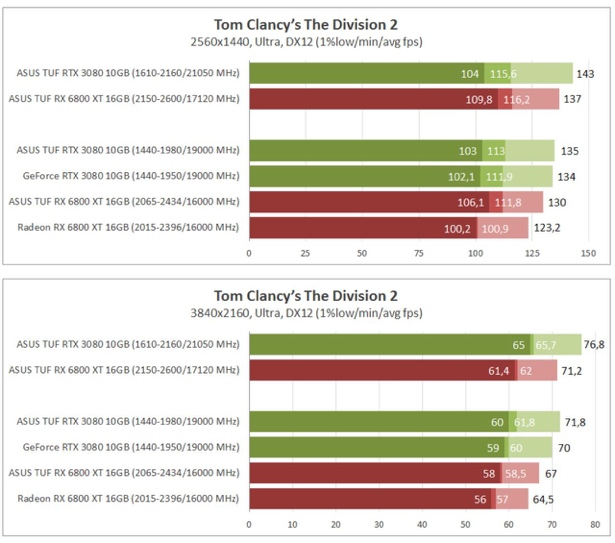 Tom Clancy's The Division 2
2560x1440, Ultra, DX12 (1%low/min/avg fps)
ASUS TUF RTX 3080 10GB (1610-2160/21050 MHz) 104 115,6 143
ASUS TUF RX 6800 XT 16GB (2150-2600/17120 MHz) 109,8 116,2 137
ASUS TUF RTX 3080 10GB (1440-1980/19000 MHz) 103 113 135
GeForce RTX 3080 10GB (1440-1950/19000 MHz) 102,1 111,9 134
ASUS TUF RX 6800 XT 16GB (2065-2434/16000 MHz) 106,1 111,8 130
Radeon RX 6800 XT 16GB (2015-2396/16000 MHz) 100,2 100,9 123,2
0 25 50 75 100 125 150
Tom Clancy's The Division 2
3840x2160, Ultra, DX12 (1%low/min/avg fps)
ASUS TUF RTX 3080 10GB (1610-2160/21050 MHz) 65 65,7 76,8
ASUS TUF RX 6800 XT 16GB (2150-2600/17120 MHz) 61,4 62 71,2
ASUS TUF RTX 3080 10GB (1440-1980/19000 MHz) 60 61,8 71,8
GeForce RTX 3080 10GB (1440-1950/19000 MHz) 59 60 70
ASUS TUF RX 6800 XT 16GB (2065-2434/16000 MHz) 58 58,5 67
Radeon RX 6800 XT 16GB (2015-2396/16000 MHz) 56 57 64,5
0 10 20 30 40 50 60 70 80